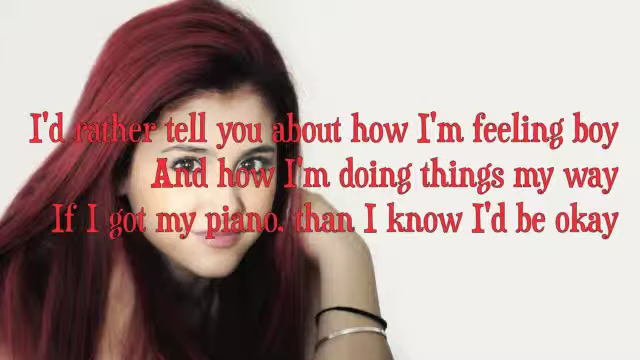 I'd rather tell you about how I'm feeling boy
And how I'm doing things my way
If I got my piano, than I know I'd be okay